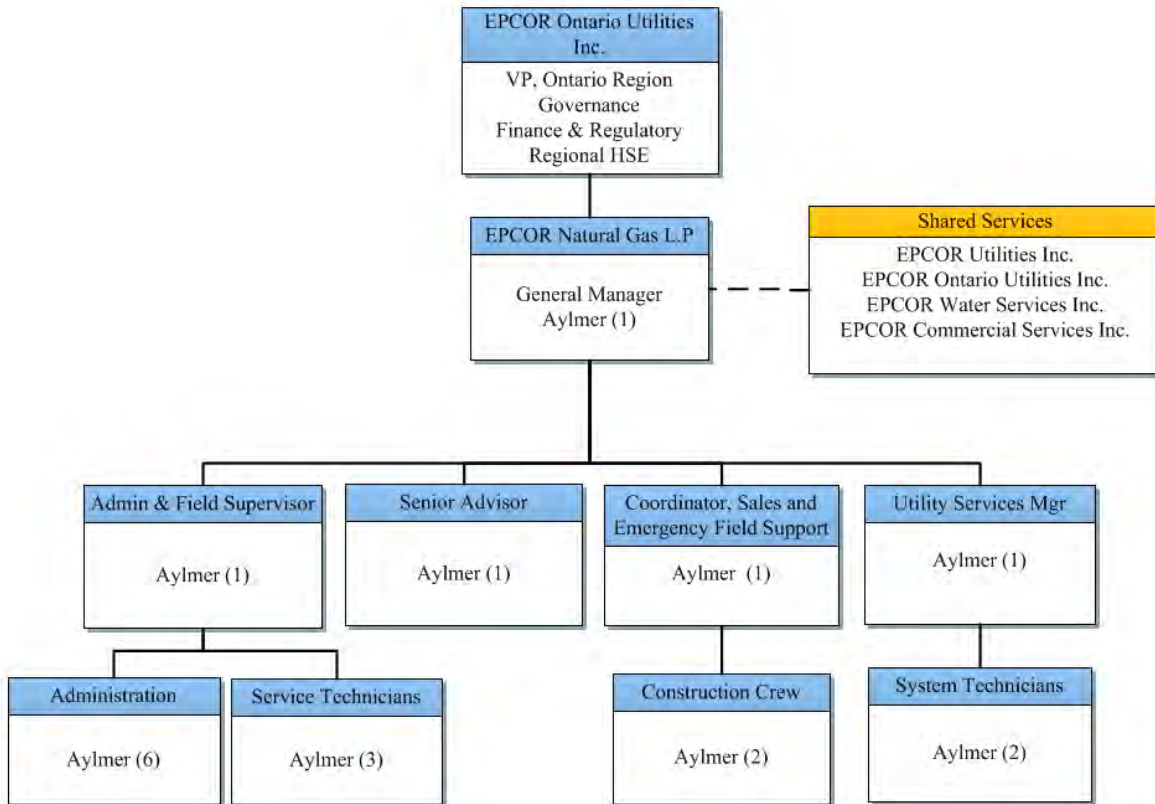 EPCOR Ontario Utilities
Inc.
VP, Ontario Region
Governance
Finance & Regulatory
Regional HSE
EPCOR Natural Gas L.P
General Manager
Aylmer (1)
Shared Services
EPCOR Utilities Inc.
EPCOR Ontario Utilities Inc.
EPCOR Water Services Inc.
EPCOR Commercial Services Inc.
Admin & Field Supervisor
Aylmer (1)
Senior Advisor
Aylmer (1)
Coordinator, Sales and
Emergency Field Support
Aylmer (1)
Utility Services Mgr
Aylmer (1)
Administration
Aylmer (6)
Service Technicians
Aylmer (3)
Construction Crew
Aylmer (2)
System Technicians
Aylmer (2)